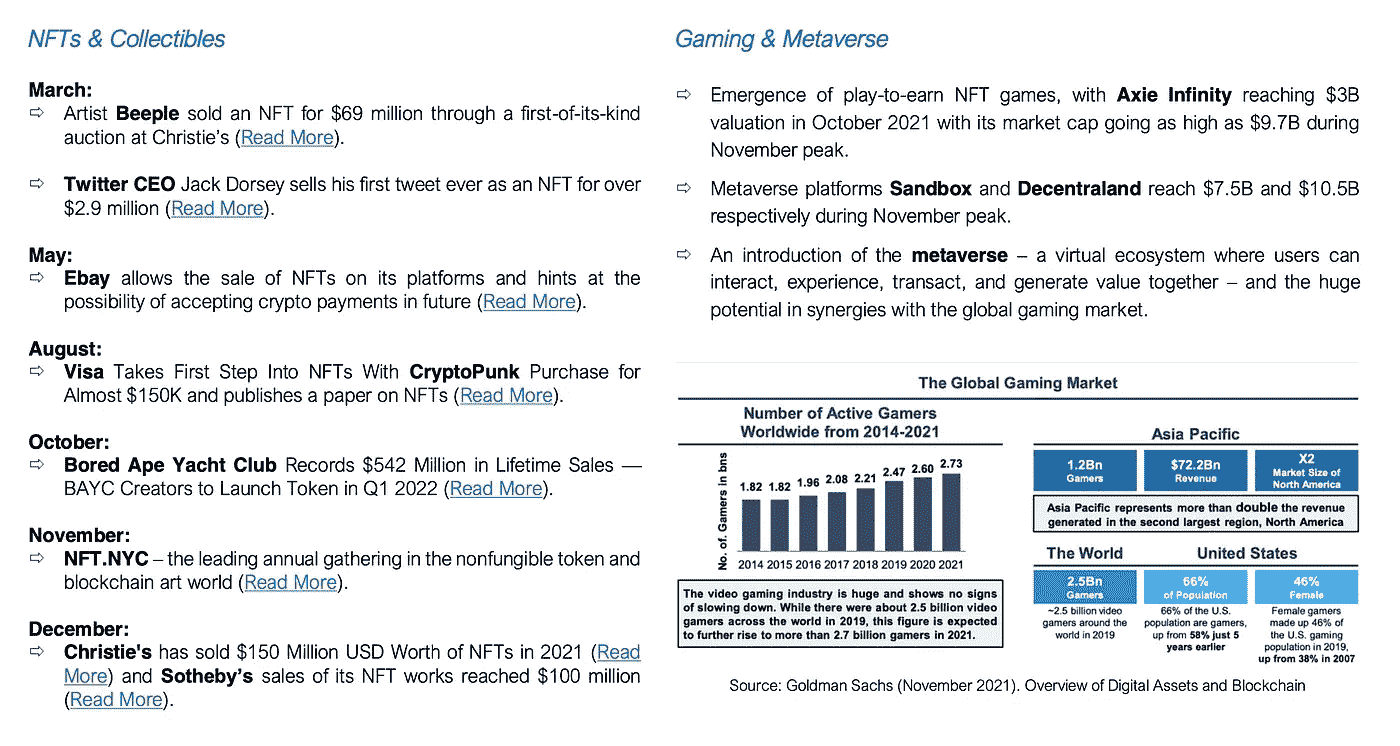 NFTs & Collectibles
March:
⇨ Artist Beeple sold an NFT for $69 million through a first-of-its-kind
auction at Christie's (Read More).
⇨ Twitter CEO Jack Dorsey sells his first tweet ever as an NFT for over
$2.9 million (Read More).
May:
⇨ Ebay allows the sale of NFTs on its platforms and hints at the
possibility of accepting crypto payments in future (Read More).
August:
⇨ Visa Takes First Step Into NFTs With CryptoPunk Purchase for
Almost $150K and publishes a paper on NFTs (Read More).
October:
⇨ Bored Ape Yacht Club Records $542 Million in Lifetime Sales —
BAYC Creators to Launch Token in Q1 2022 (Read More).
November:
⇨ NFT.NYC – the leading annual gathering in the nonfungible token and
blockchain art world (Read More).
December:
⇨ Christie's has sold $150 Million USD Worth of NFTs in 2021 (Read
More) and Sotheby's sales of its NFT works reached $100 million
(Read More).
Gaming & Metaverse
⇨ Emergence of play-to-earn NFT games, with Axie Infinity reaching $3B
valuation in October 2021 with its market cap going as high as $9.7B during
November peak.
⇨ Metaverse platforms Sandbox and Decentraland reach $7.5B and $10.5B
respectively during November peak.
⇨ An introduction of the metaverse – a virtual ecosystem where users can
interact, experience, transact, and generate value together – and the huge
potential in synergies with the global gaming market.
The Global Gaming Market
Number of Active Gamers
Worldwide from 2014-2021
No. of. Gamers in bns
1.82 1.82 1.96 2.08 2.21 2.47 2.60 2.73
2014 2015 2016 2017 2018 2019 2020 2021
The video gaming industry is huge and shows no signs
of slowing down. While there were about 2.5 billion video
gamers across the world in 2019, this figure is expected
to further rise to more than 2.7 billion gamers in 2021.
Asia Pacific
1.2Bn
Gamers
$72.2Bn
Revenue
X2
Market Size of
North America
Asia Pacific represents more than double the revenue
generated in the second largest region, North America
The World
2.5Bn
Gamers
~2.5 billion video
gamers around the
world in 2019
United States
66%
of Population
66% of the U.S.
population are gamers,
up from 58% just 5
years earlier
46%
Female
Female gamers
made up 46% of
the U.S. gaming
population in 2019,
up from 38% in 2007
Source: Goldman Sachs (November 2021). Overview of Digital Assets and Blockchain